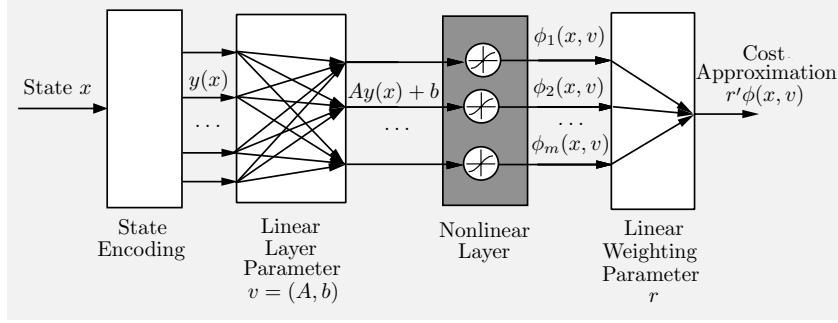 State x
y(x)
. . .
Ay(x) + b
. . .
ϕ1(x, v)
ϕ2(x, v)
. . .
ϕm(x, v)
Cost
Approximation
r′ϕ(x, v)
State
Encoding
Linear
Layer
Parameter
v = (A, b)
Nonlinear
Layer
Linear
Weighting
Parameter
r